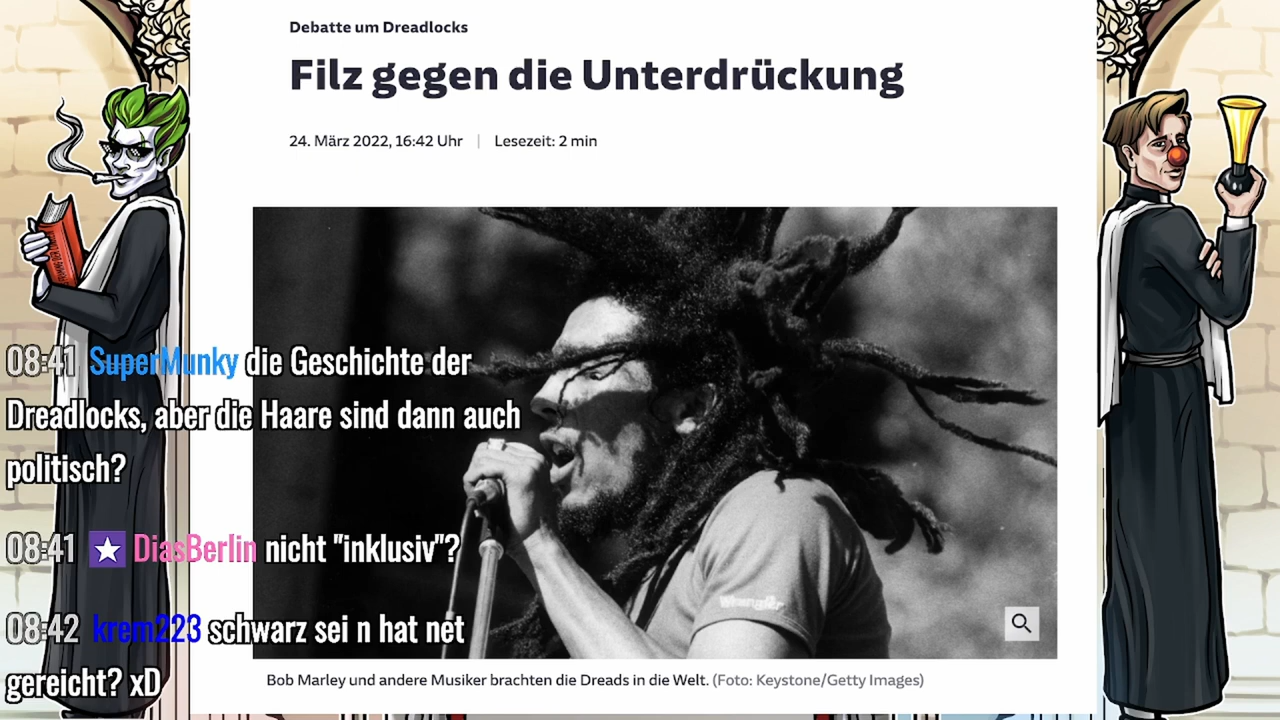 Debatte um Dreadlocks
Filz gegen die Unterdrückung
24. März 2022, 16:42 Uhr | Lesezeit: 2 min
08:41 SuperMunky die Geschichte der
Dreadlocks, aber die Haare sind dann auch
politisch?
08:41 DiasBerlin nicht "inklusiv"?
Wrangler
08:42 krem223 schwarz sei n hat net
gereicht? xD
Bob Marley und andere Musiker brachten die Dreads in die Welt. (Foto: Keystone/Getty Images)